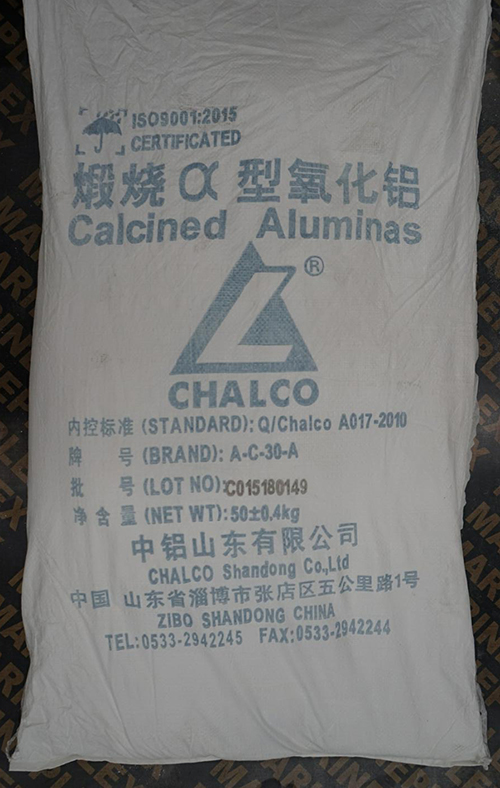 ISO9001:2015
CERTIFICATED
煅烧α型氧化铝
Calcined Aluminas
®
CHALCO
内控标准(STANDARD): Q/Chalco A017-2010
牌 号(BRAND): A-C-30-A
批 号(LOT NO):C015180149
净含量(NET WT): 50±0.4kg
中铝山东有限公司
CHALCO Shandong Co.,Ltd
中国 山东省淄博市张店区五公里路1号
ZIBO SHANDONG CHINA
TEL:0533-2942245 FAX:0533-2942244